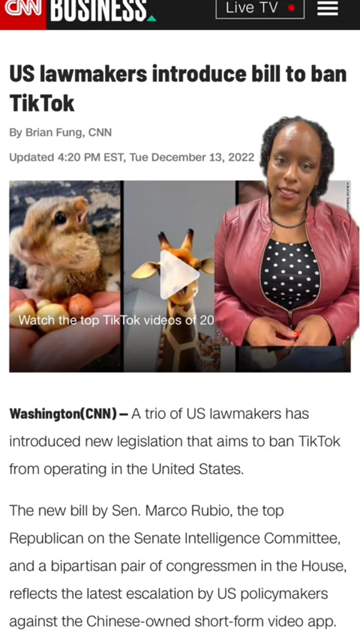 CNN BUSINESS
Live TV
US lawmakers introduce bill to ban
TikTok
By Brian Fung, CNN
Updated 4:20 PM EST, Tue December 13, 2022
Watch the top TikTok videos of 20
Washington(CNN) — A trio of US lawmakers has
introduced new legislation that aims to ban TikTok
from operating in the United States.
The new bill by Sen. Marco Rubio, the top
Republican on the Senate Intelligence Committee,
and a bipartisan pair of congressmen in the House,
reflects the latest escalation by US policymakers
against the Chinese-owned short-form video app.